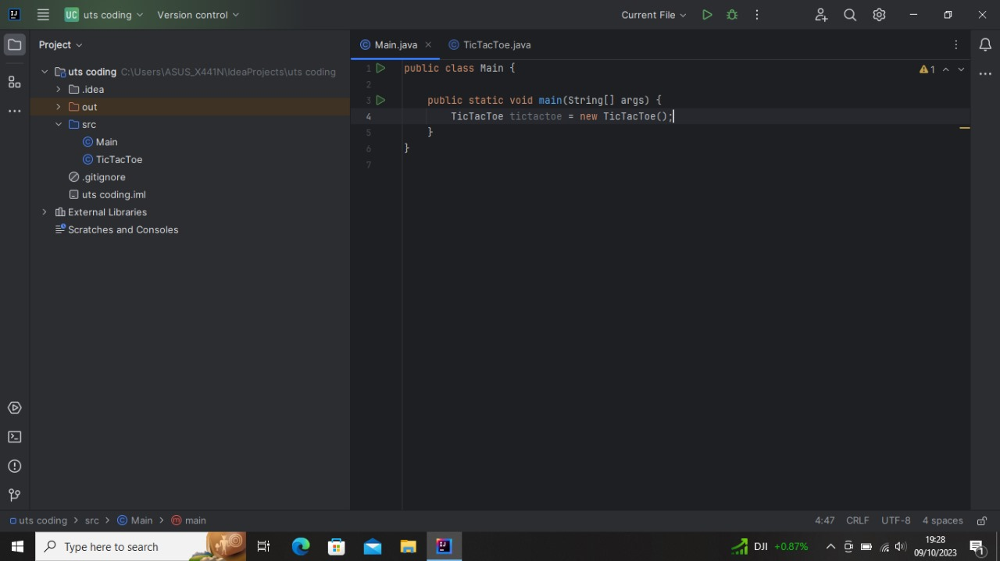 UC uts coding Version control Current File
Project
Main.java
TicTacToe.java
uts coding C:\Users\ASUS_X441N\IdeaProjects\uts coding
.idea
out
src
Main
TicTacToe
.gitignore
uts coding.iml
External Libraries
Scratches and Consoles
1 public class Main {
2
3 public static void main(String[] args) {
4 TicTacToe tictactoe = new TicTacToe();
5 }
6 }
7
1
uts coding > src > Main > main
4:47 CRLF UTF-8 4 spaces
Type here to search
DJI +0.87%
19:28
09/10/2023
1